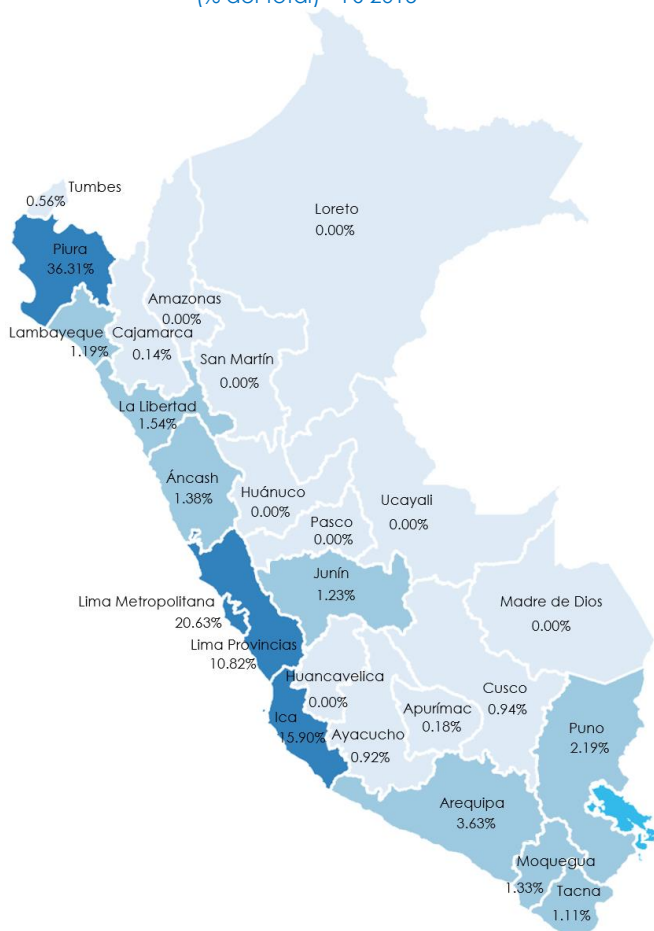 Tumbes
0.56%
Loreto
0.00%
Piura
36.31%
Amazonas
0.00%
Lambayeque
1.19%
Cajamarca
0.14%
San Martín
0.00%
La Libertad
1.54%
Áncash
1.38%
Huánuco
0.00%
Ucayali
0.00%
Pasco
0.00%
Junín
1.23%
Lima Metropolitana
20.63%
Madre de Dios
0.00%
Lima Provincias
10.82%
Huancavelica
0.00%
Cusco
0.94%
Apurímac
0.18%
Ica
15.90%
Ayacucho
0.92%
Puno
2.19%
Arequipa
3.63%
Moquegua
1.33%
Tacna
1.11%